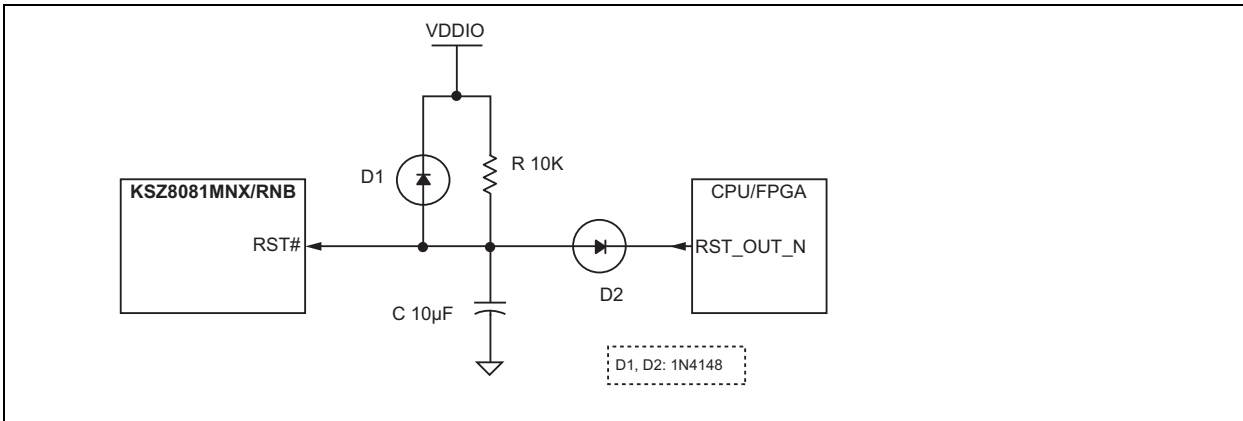 VDDIO
D1
R 10K
KSZ8081MNX/RNB
CPU/FPGA
RST#
RST_OUT_N
D2
C 10µF
D1, D2: 1N4148